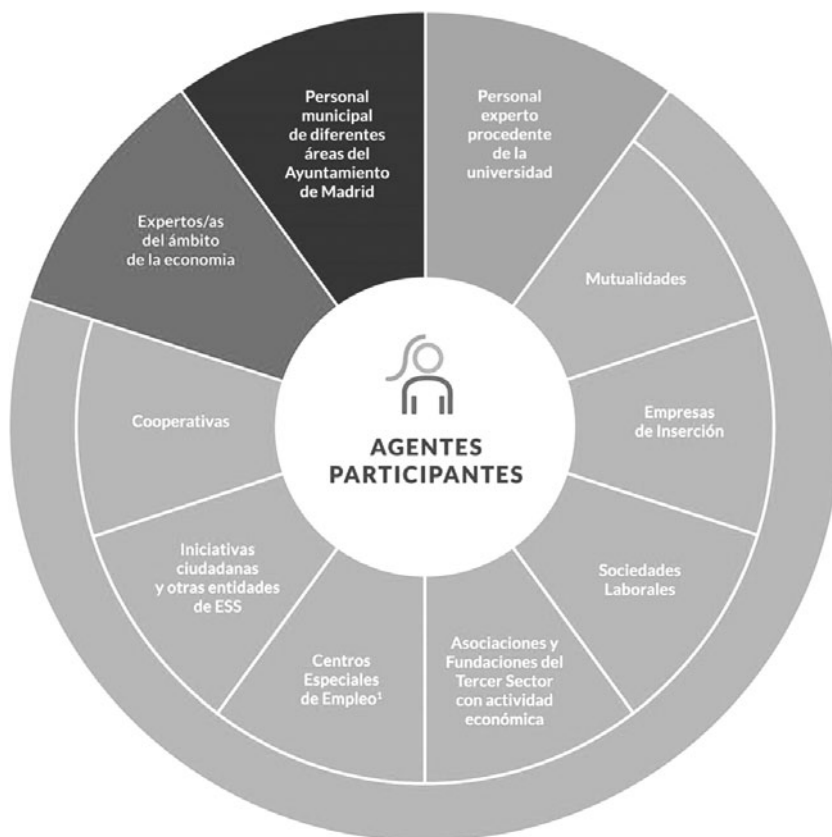 Personal
municipal
de diferentes
áreas del
Ayuntamiento
de Madrid
Personal
experto
procedente
de la
universidad
Mutualidades
Empresas
de Inserción
Sociedades
Laborales
Asociaciones y
Fundaciones del
Tercer Sector
con actividad
económica
Centros
Especiales
de Empleo¹
Iniciativas
ciudadanas
y otras entidades
de ESS
Cooperativas
Expertos/as
del ámbito
de la economia
AGENTES
PARTICIPANTES